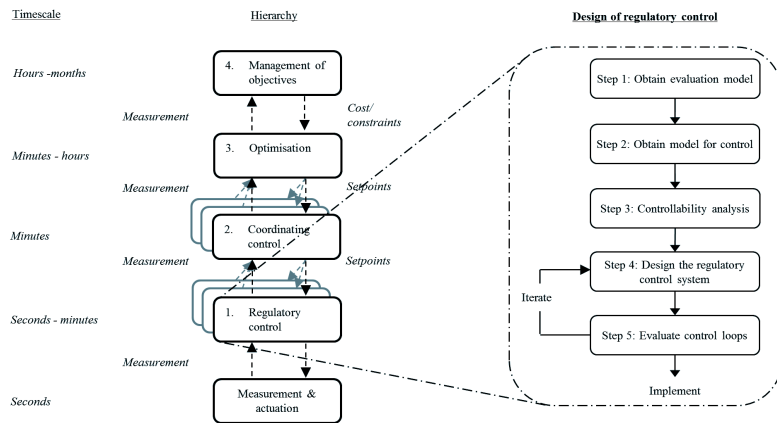 Timescale
Hierarchy
Design of regulatory control
Hours -months
4. Management of
objectives
Measurement
Cost/
constraints
Minutes - hours
3. Optimisation
Measurement
Setpoints
Minutes
2. Coordinating
control
Measurement
Setpoints
Seconds - minutes
1. Regulatory
control
Measurement
Seconds
Measurement &
actuation
Step 1: Obtain evaluation model
Step 2: Obtain model for control
Step 3: Controllability analysis
Step 4: Design the regulatory
control system
Iterate
Step 5: Evaluate control loops
Implement